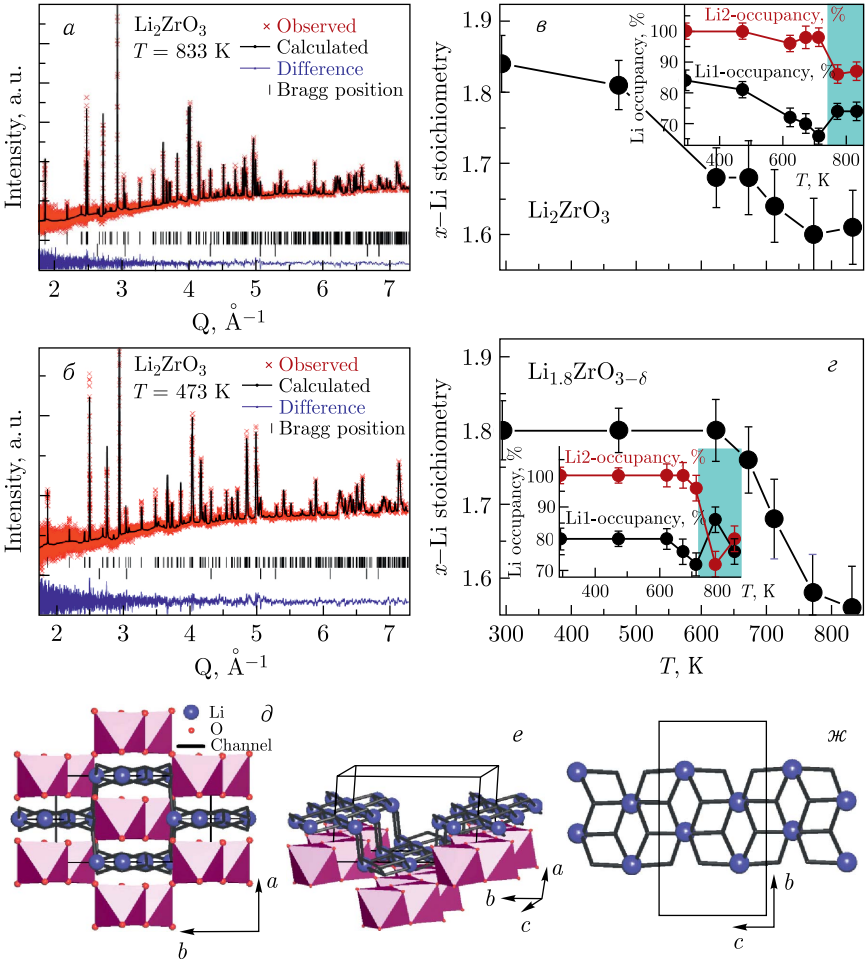 а
Li2ZrO3
T = 833 K
× Observed
Calculated
Difference
Bragg position
Intensity, a.u.
2 3 4 5 6 7
Q, Å−1
в
1.9
1.8
1.7
1.6
x–Li stoichiometry
Li2ZrO3
Li2-occupancy, %
Li1-occupancy, %
Li occupancy, %
100
90
80
70
400 600 800
T, K
б
Li2ZrO3
T = 473 K
× Observed
Calculated
Difference
Bragg position
Intensity, a. u.
2 3 4 5 6 7
Q, Å−1
г
1.9
1.8
1.7
1.6
x–Li stoichiometry
Li1.8ZrO3−δ
Li2-occupancy, %
Li1-occupancy, %
Li occupancy, %
100
90
80
70
400 600 800 T, K
300 400 500 600 700 800
T, K
д
Li
O
Channel
a
b
е
a
b
c
ж
b
c